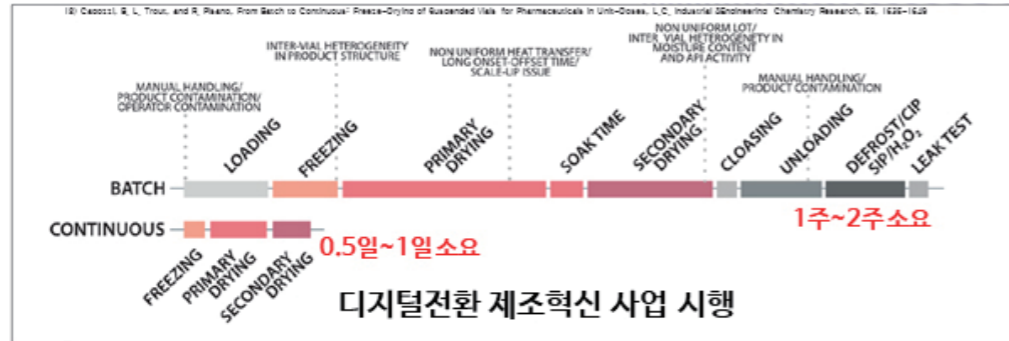 (8) Capozzi, B, L, Trout, and R, Pisano, From Batch to Continuous: Freeze-Drying of Suspended Vials for Pharmaceuticals in Unit-Doses, L,C, Industrial &Engineering Chemistry Research, 58, 1635-1649
NON UNIFORM LOT/
INTER VIAL HETEROGENETY IN
MOISTURE CONTENT
AND API ACTIVITY
INTER-VIAL HETEROGENEITY
IN PRODUCT STRUCTURE
NON UNIFORM HEAT TRANSFER/
LONG ONSET-OFFSET TIME/
SCALE-UP ISSUE
MANUAL HANDLING/
PRODUCT CONTAMINATION/
OPERATOR CONTAMINATION
MANUAL HANDLING/
PRODUCT CONTAMINATION
LOADING
FREEZING
PRIMARY
DRYING
SOAK TIME
SECONDARY
DRYING
CLOASING
UNLOADING
DEFROST/CIP
SIP/H₂O₂
LEAK TEST
BATCH
1주~2주소요
CONTINUOUS
0.5일~1일소요
FREEZING
PRIMARY
DRYING
SECONDARY
DRYING
디지털전환 제조혁신 사업 시행